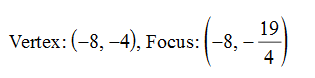 Vertex: (−8, −4), Focus: (−8, −19/4)